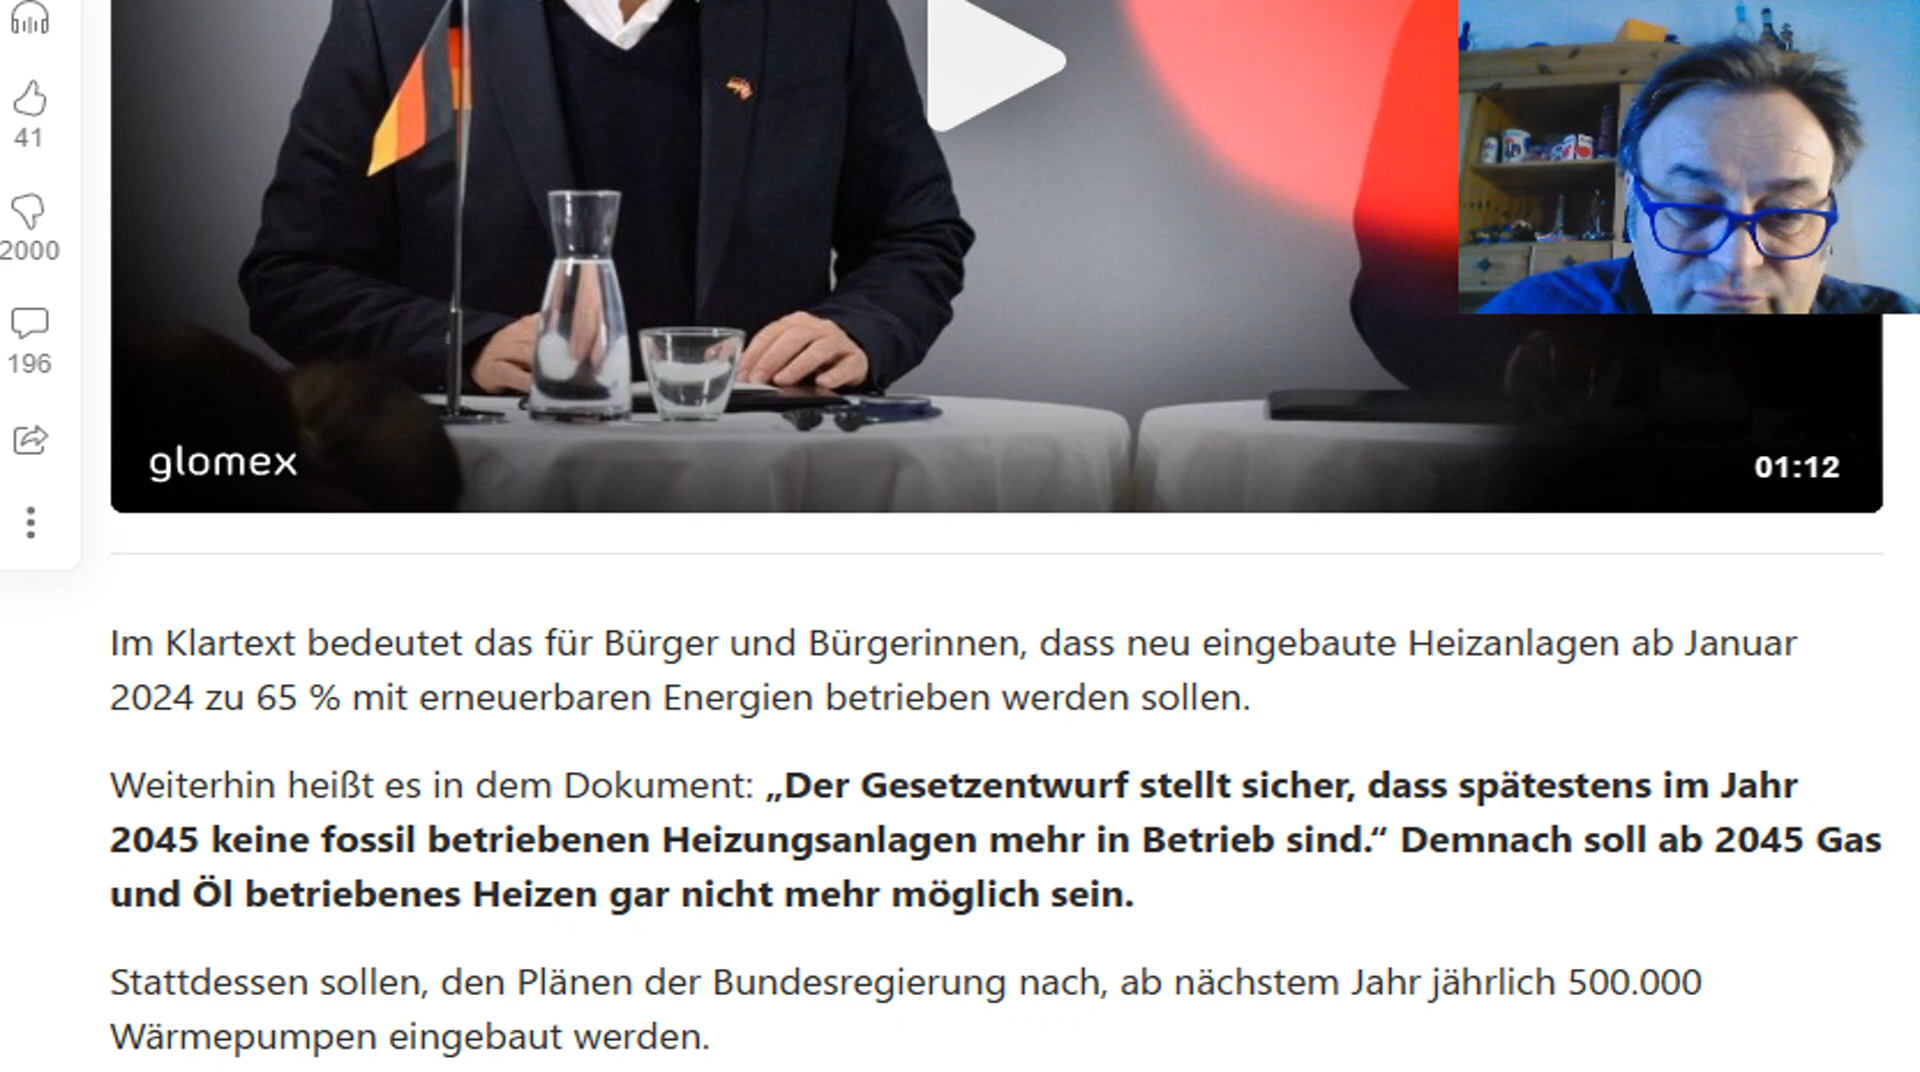 41
2000
196
glomex
01:12
Im Klartext bedeutet das für Bürger und Bürgerinnen, dass neu eingebaute Heizanlagen ab Januar
2024 zu 65 % mit erneuerbaren Energien betrieben werden sollen.
Weiterhin heißt es in dem Dokument: „Der Gesetzentwurf stellt sicher, dass spätestens im Jahr
2045 keine fossil betriebenen Heizungsanlagen mehr in Betrieb sind.“ Demnach soll ab 2045 Gas
und Öl betriebenes Heizen gar nicht mehr möglich sein.
Stattdessen sollen, den Plänen der Bundesregierung nach, ab nächstem Jahr jährlich 500.000
Wärmepumpen eingebaut werden.